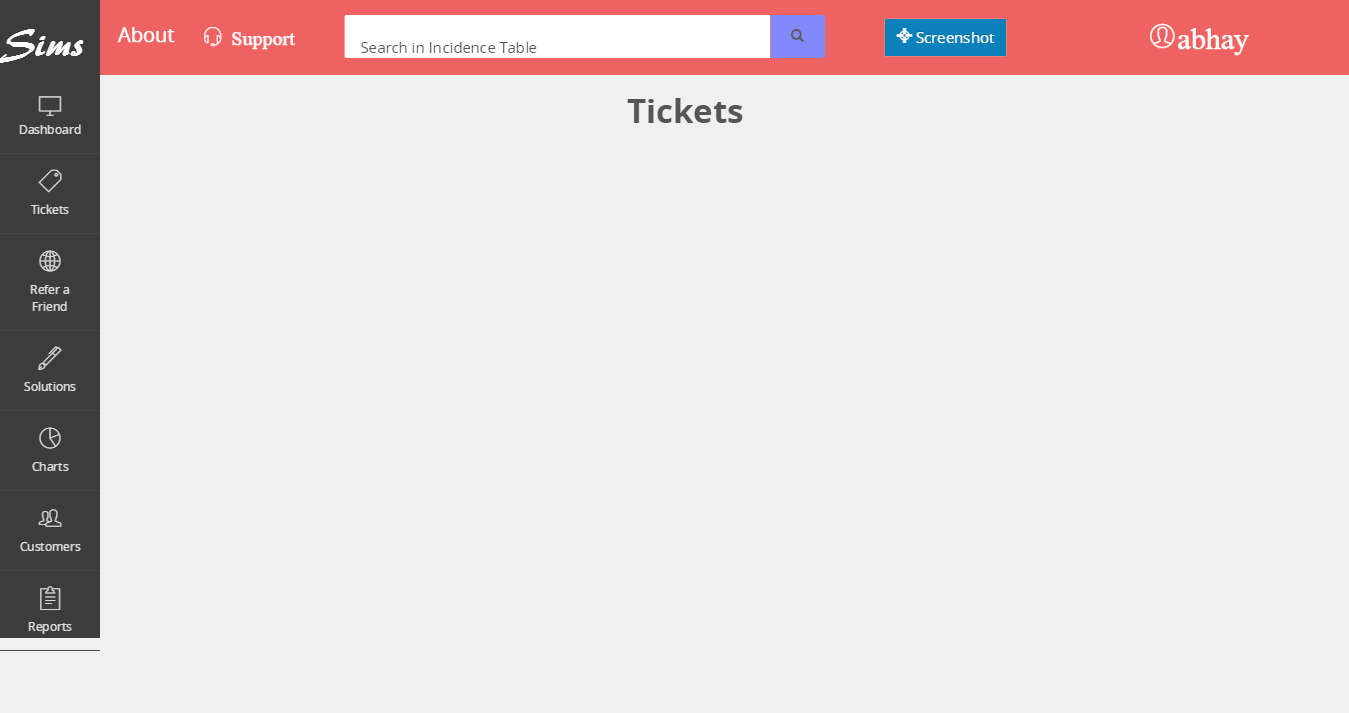 Sims
About
Support
Search in Incidence Table
Screenshot
abhay
Tickets
Dashboard
Tickets
Refer a
Friend
Solutions
Charts
Customers
Reports